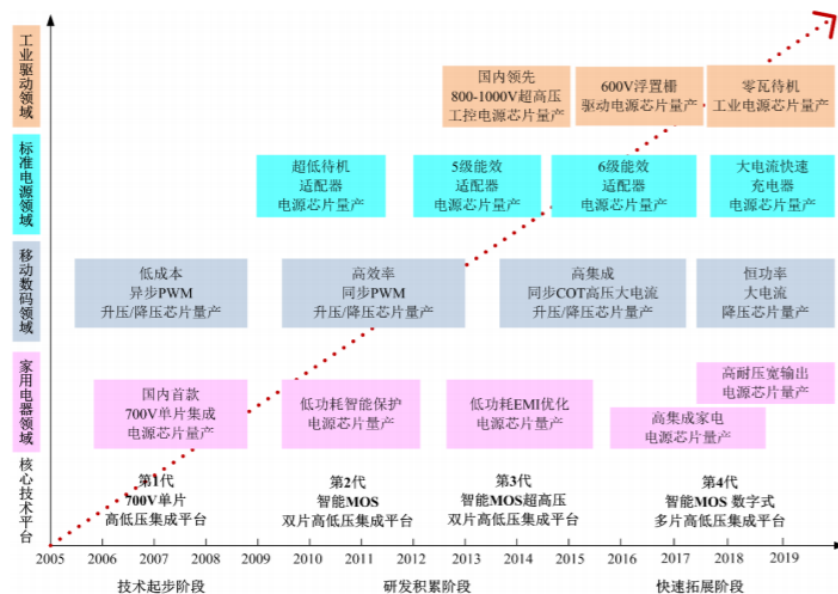 工业驱动领域
国内领先
800-1000V超高压
工控电源芯片量产
600V浮置栅
驱动电源芯片量产
零瓦待机
工业电源芯片量产
标准电源领域
超低待机
适配器
电源芯片量产
5级能效
适配器
电源芯片量产
6级能效
适配器
电源芯片量产
大电流快速
充电器
电源芯片量产
移动数码领域
低成本
异步PWM
升压/降压芯片量产
高效率
同步PWM
升压/降压芯片量产
高集成
同步COT高压大电流
升压/降压芯片量产
恒功率
大电流
降压芯片量产
家用电器领域
国内首款
700V单片集成
电源芯片量产
低功耗智能保护
电源芯片量产
低功耗EMI优化
电源芯片量产
高耐压宽输出
电源芯片量产
高集成家电
电源芯片量产
核心技术平台
第1代
700V单片
高低压集成平台
第2代
智能MOS
双片高低压集成平台
第3代
智能MOS超高压
双片高低压集成平台
第4代
智能MOS 数字式
多片高低压集成平台
2005 2006 2007 2008 2009 2010 2011 2012 2013 2014 2015 2016 2017 2018 2019
技术起步阶段 研发积累阶段 快速拓展阶段